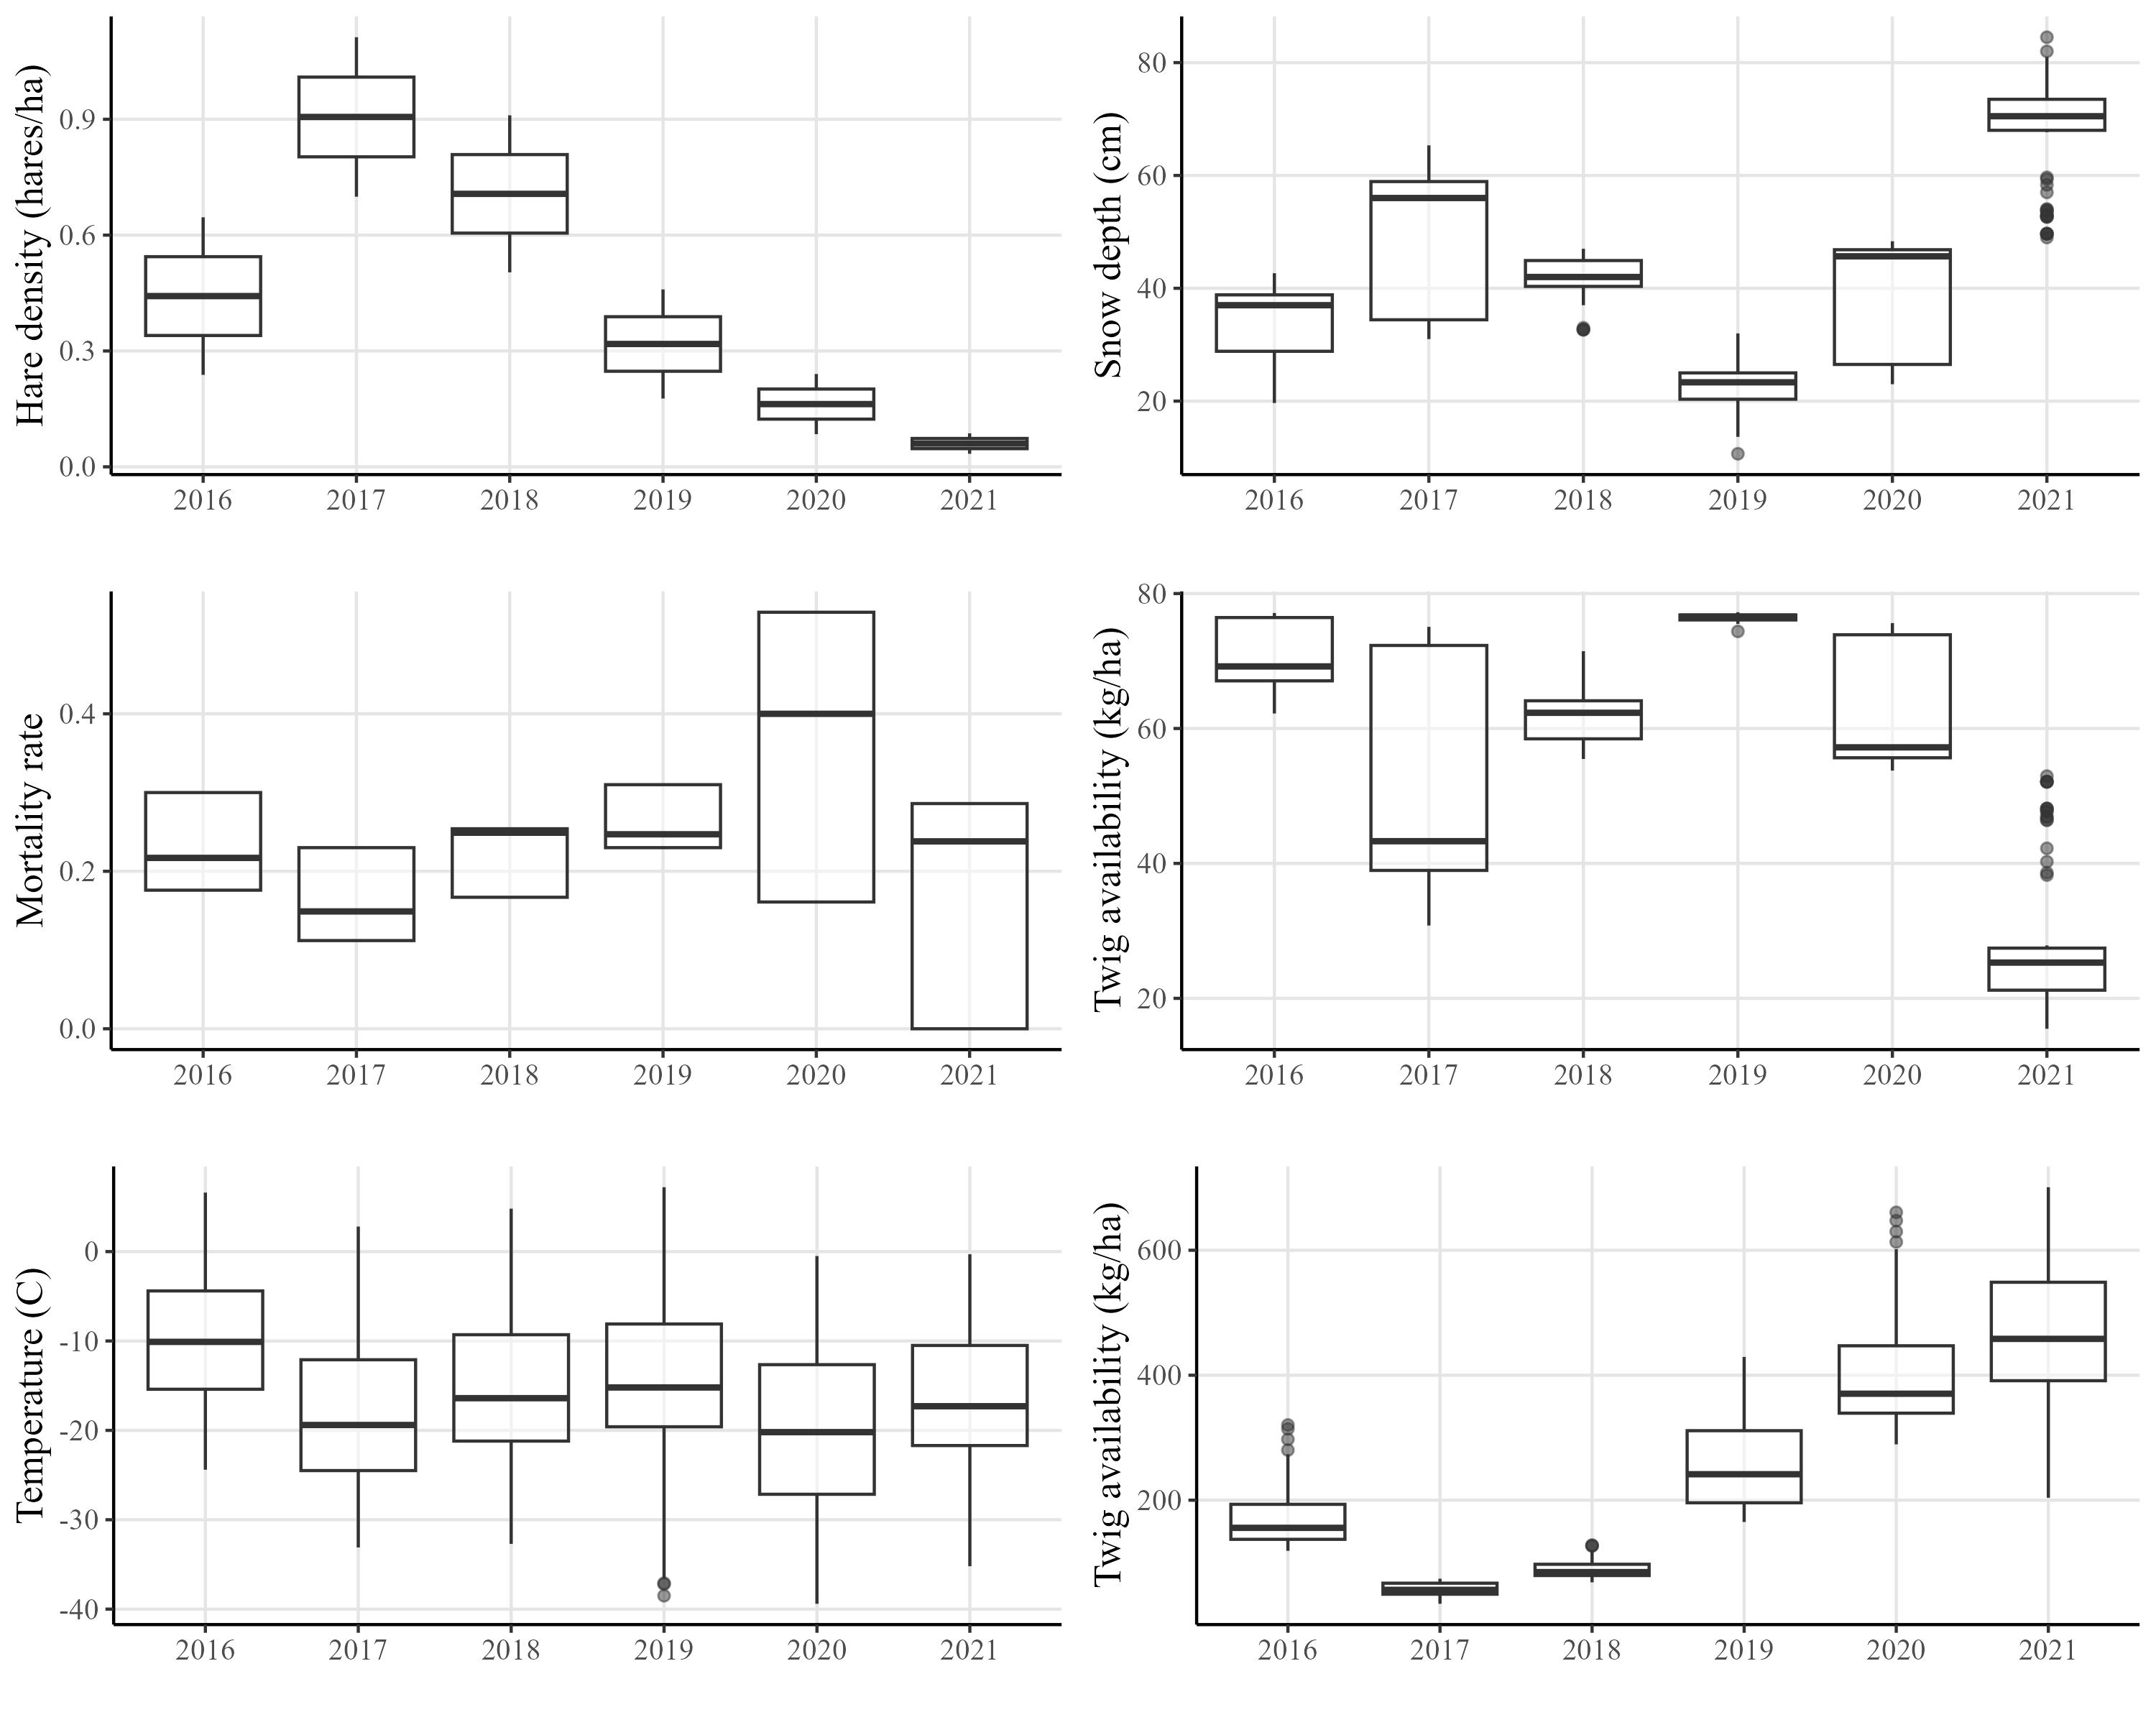 Hare density (hares/ha)
0.9
0.6
0.3
0.0
2016 2017 2018 2019 2020 2021
Snow depth (cm)
80
60
40
20
2016 2017 2018 2019 2020 2021
Mortality rate
0.4
0.2
0.0
2016 2017 2018 2019 2020 2021
Twig availability (kg/ha)
80
60
40
20
2016 2017 2018 2019 2020 2021
Temperature (C)
0
-10
-20
-30
-40
2016 2017 2018 2019 2020 2021
Twig availability (kg/ha)
600
400
200
2016 2017 2018 2019 2020 2021